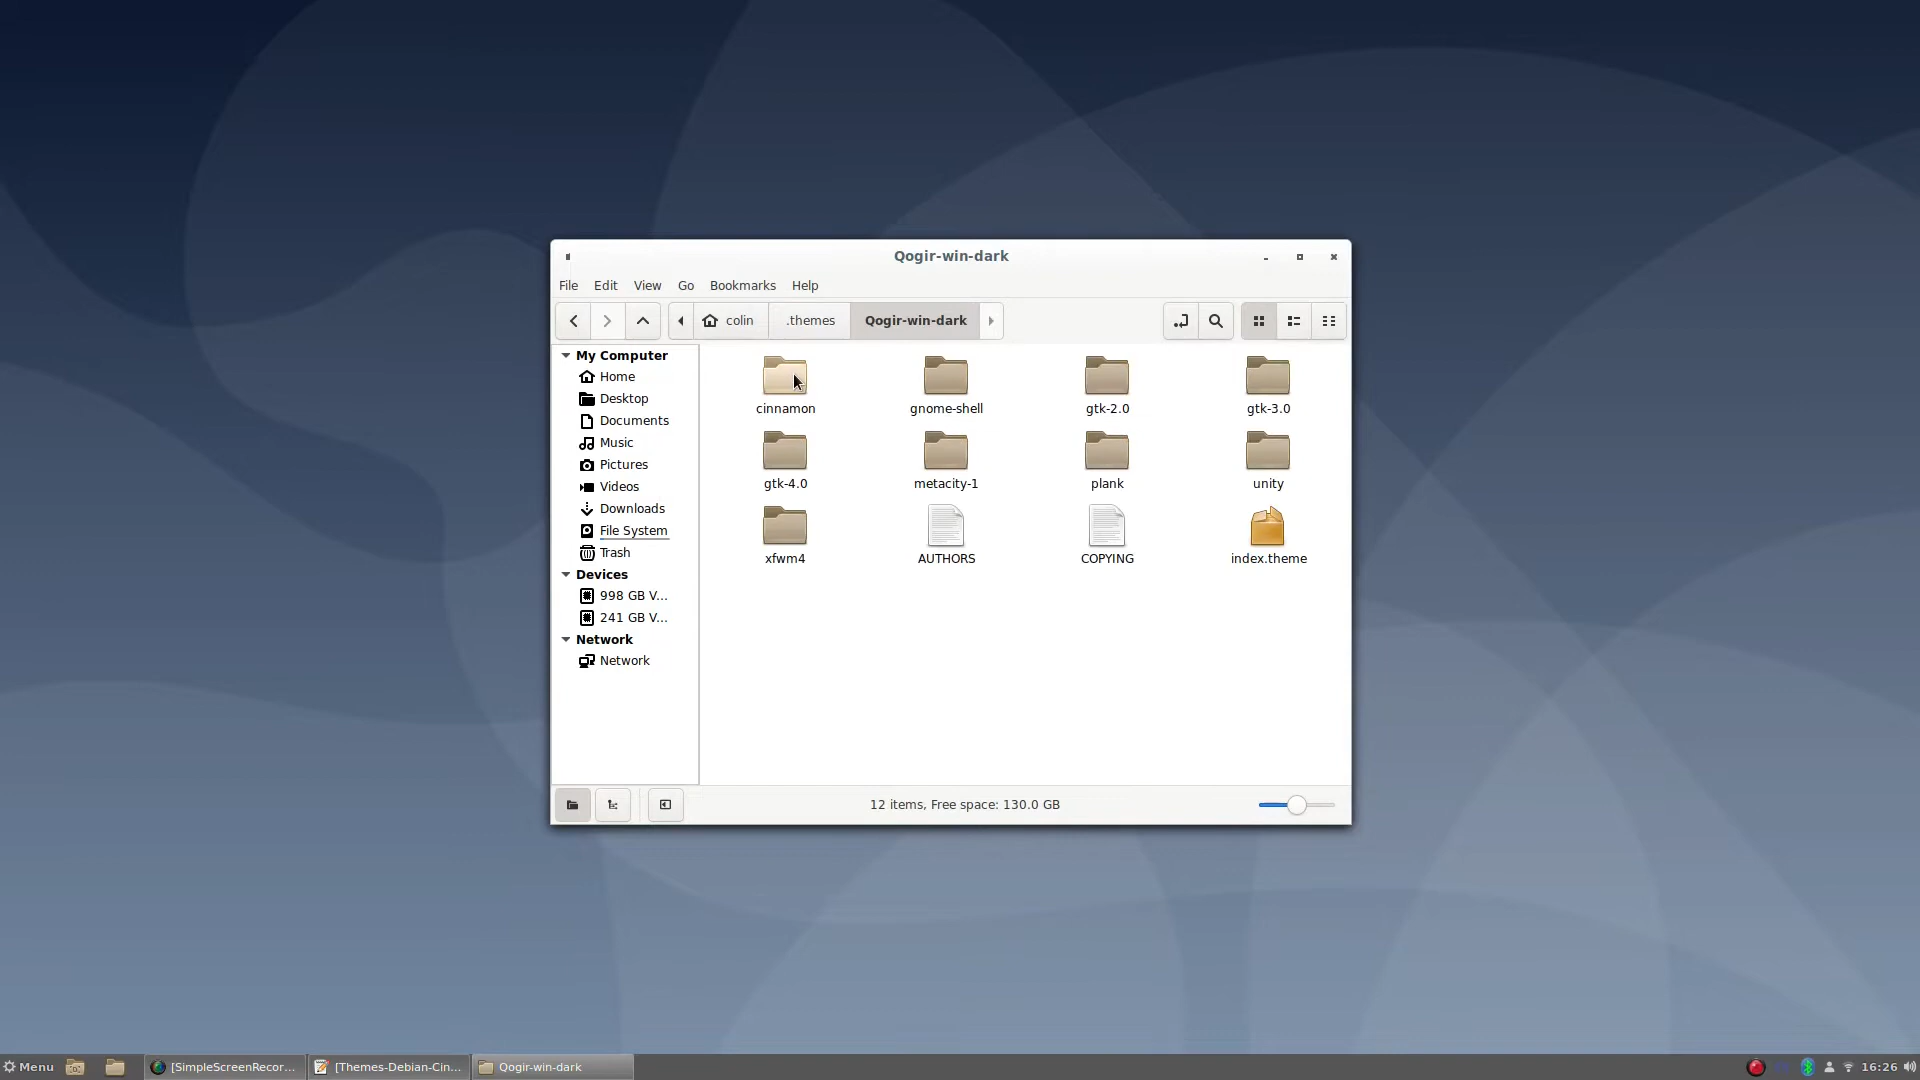 Qogir-win-dark
File Edit View Go Bookmarks Help
colin .themes Qogir-win-dark
My Computer
Home
Desktop
Documents
Music
Pictures
Videos
Downloads
File System
Trash
Devices
998 GB V...
241 GB V...
Network
Network
cinnamon gnome-shell gtk-2.0 gtk-3.0
gtk-4.0 metacity-1 plank unity
xfwm4 AUTHORS COPYING index.theme
12 items, Free space: 130.0 GB
Menu [SimpleScreenRecor... [Themes-Debian-Cin... Qogir-win-dark 16:26